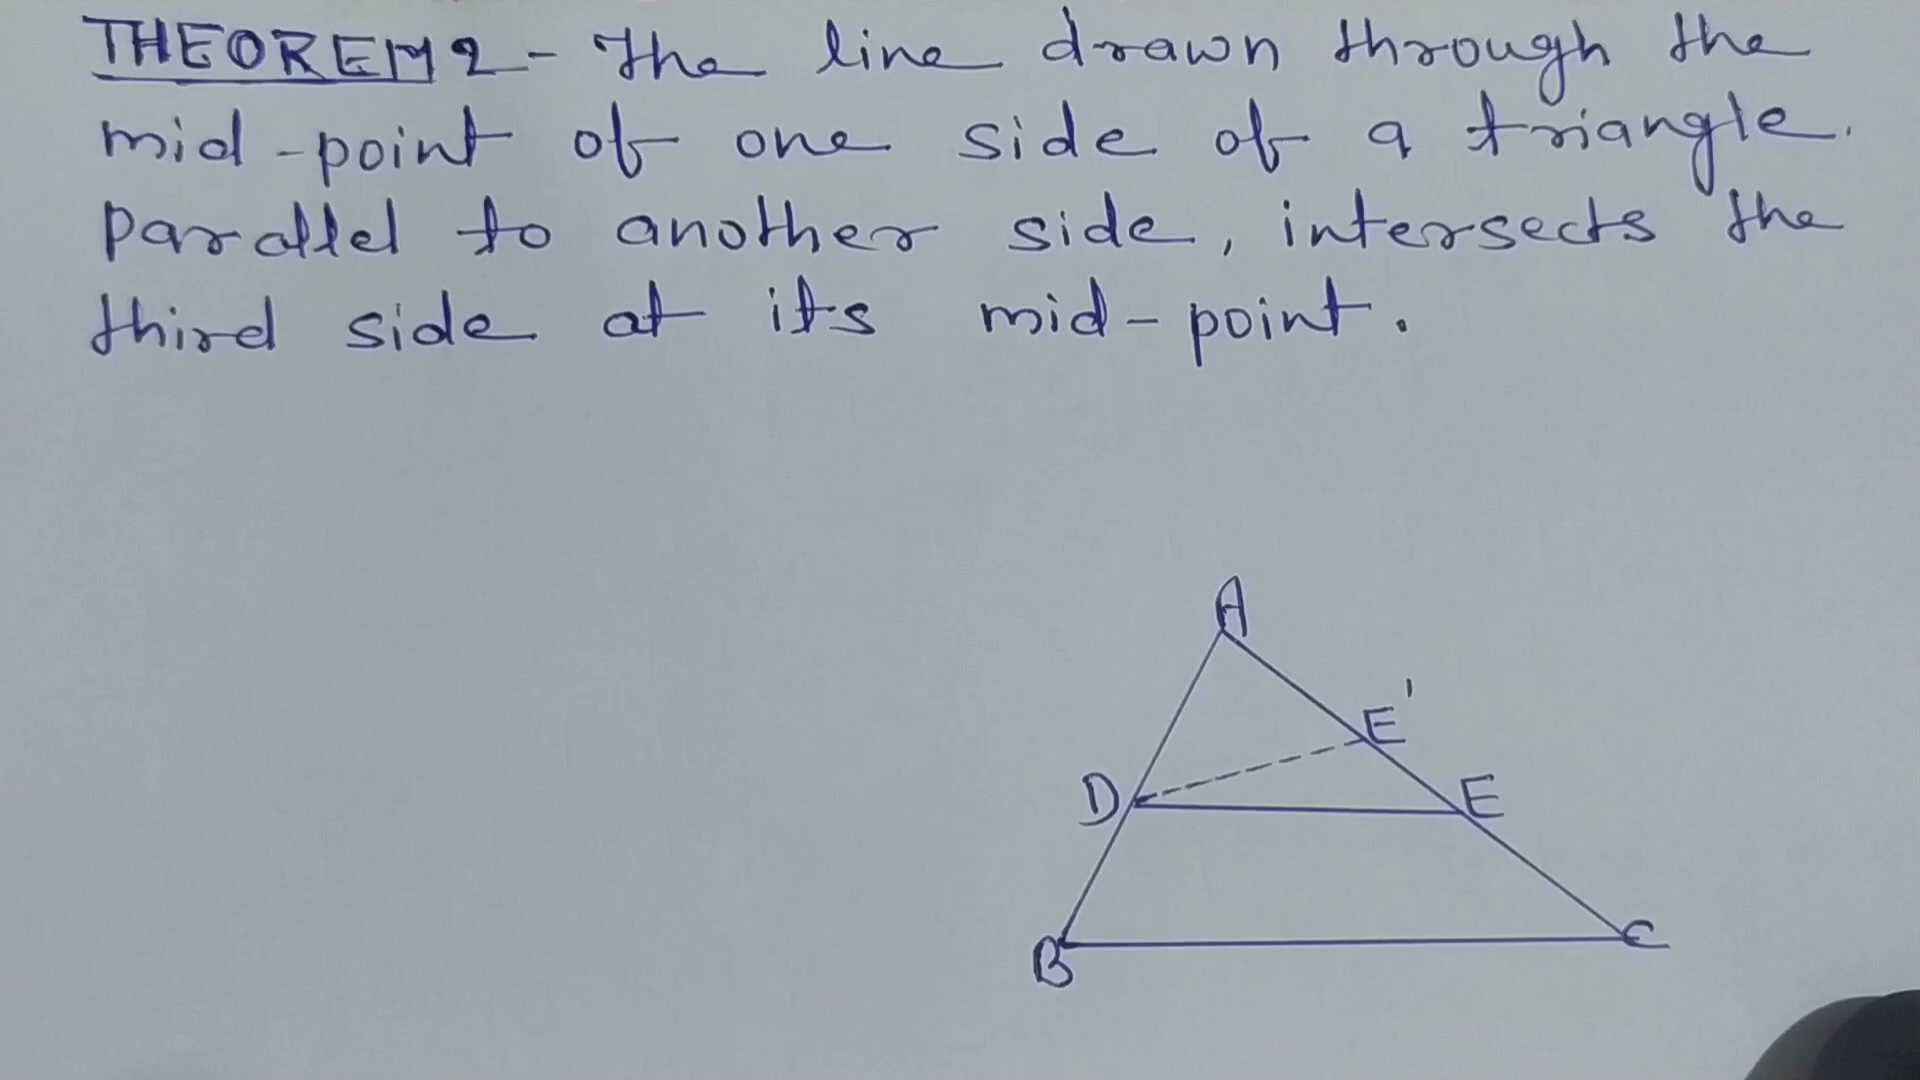 THEOREM 2 - The line drawn through the
mid-point of one side of a triangle.
parallel to another side, intersects the
third side at its mid-point.
A
E'
D
E
B
C